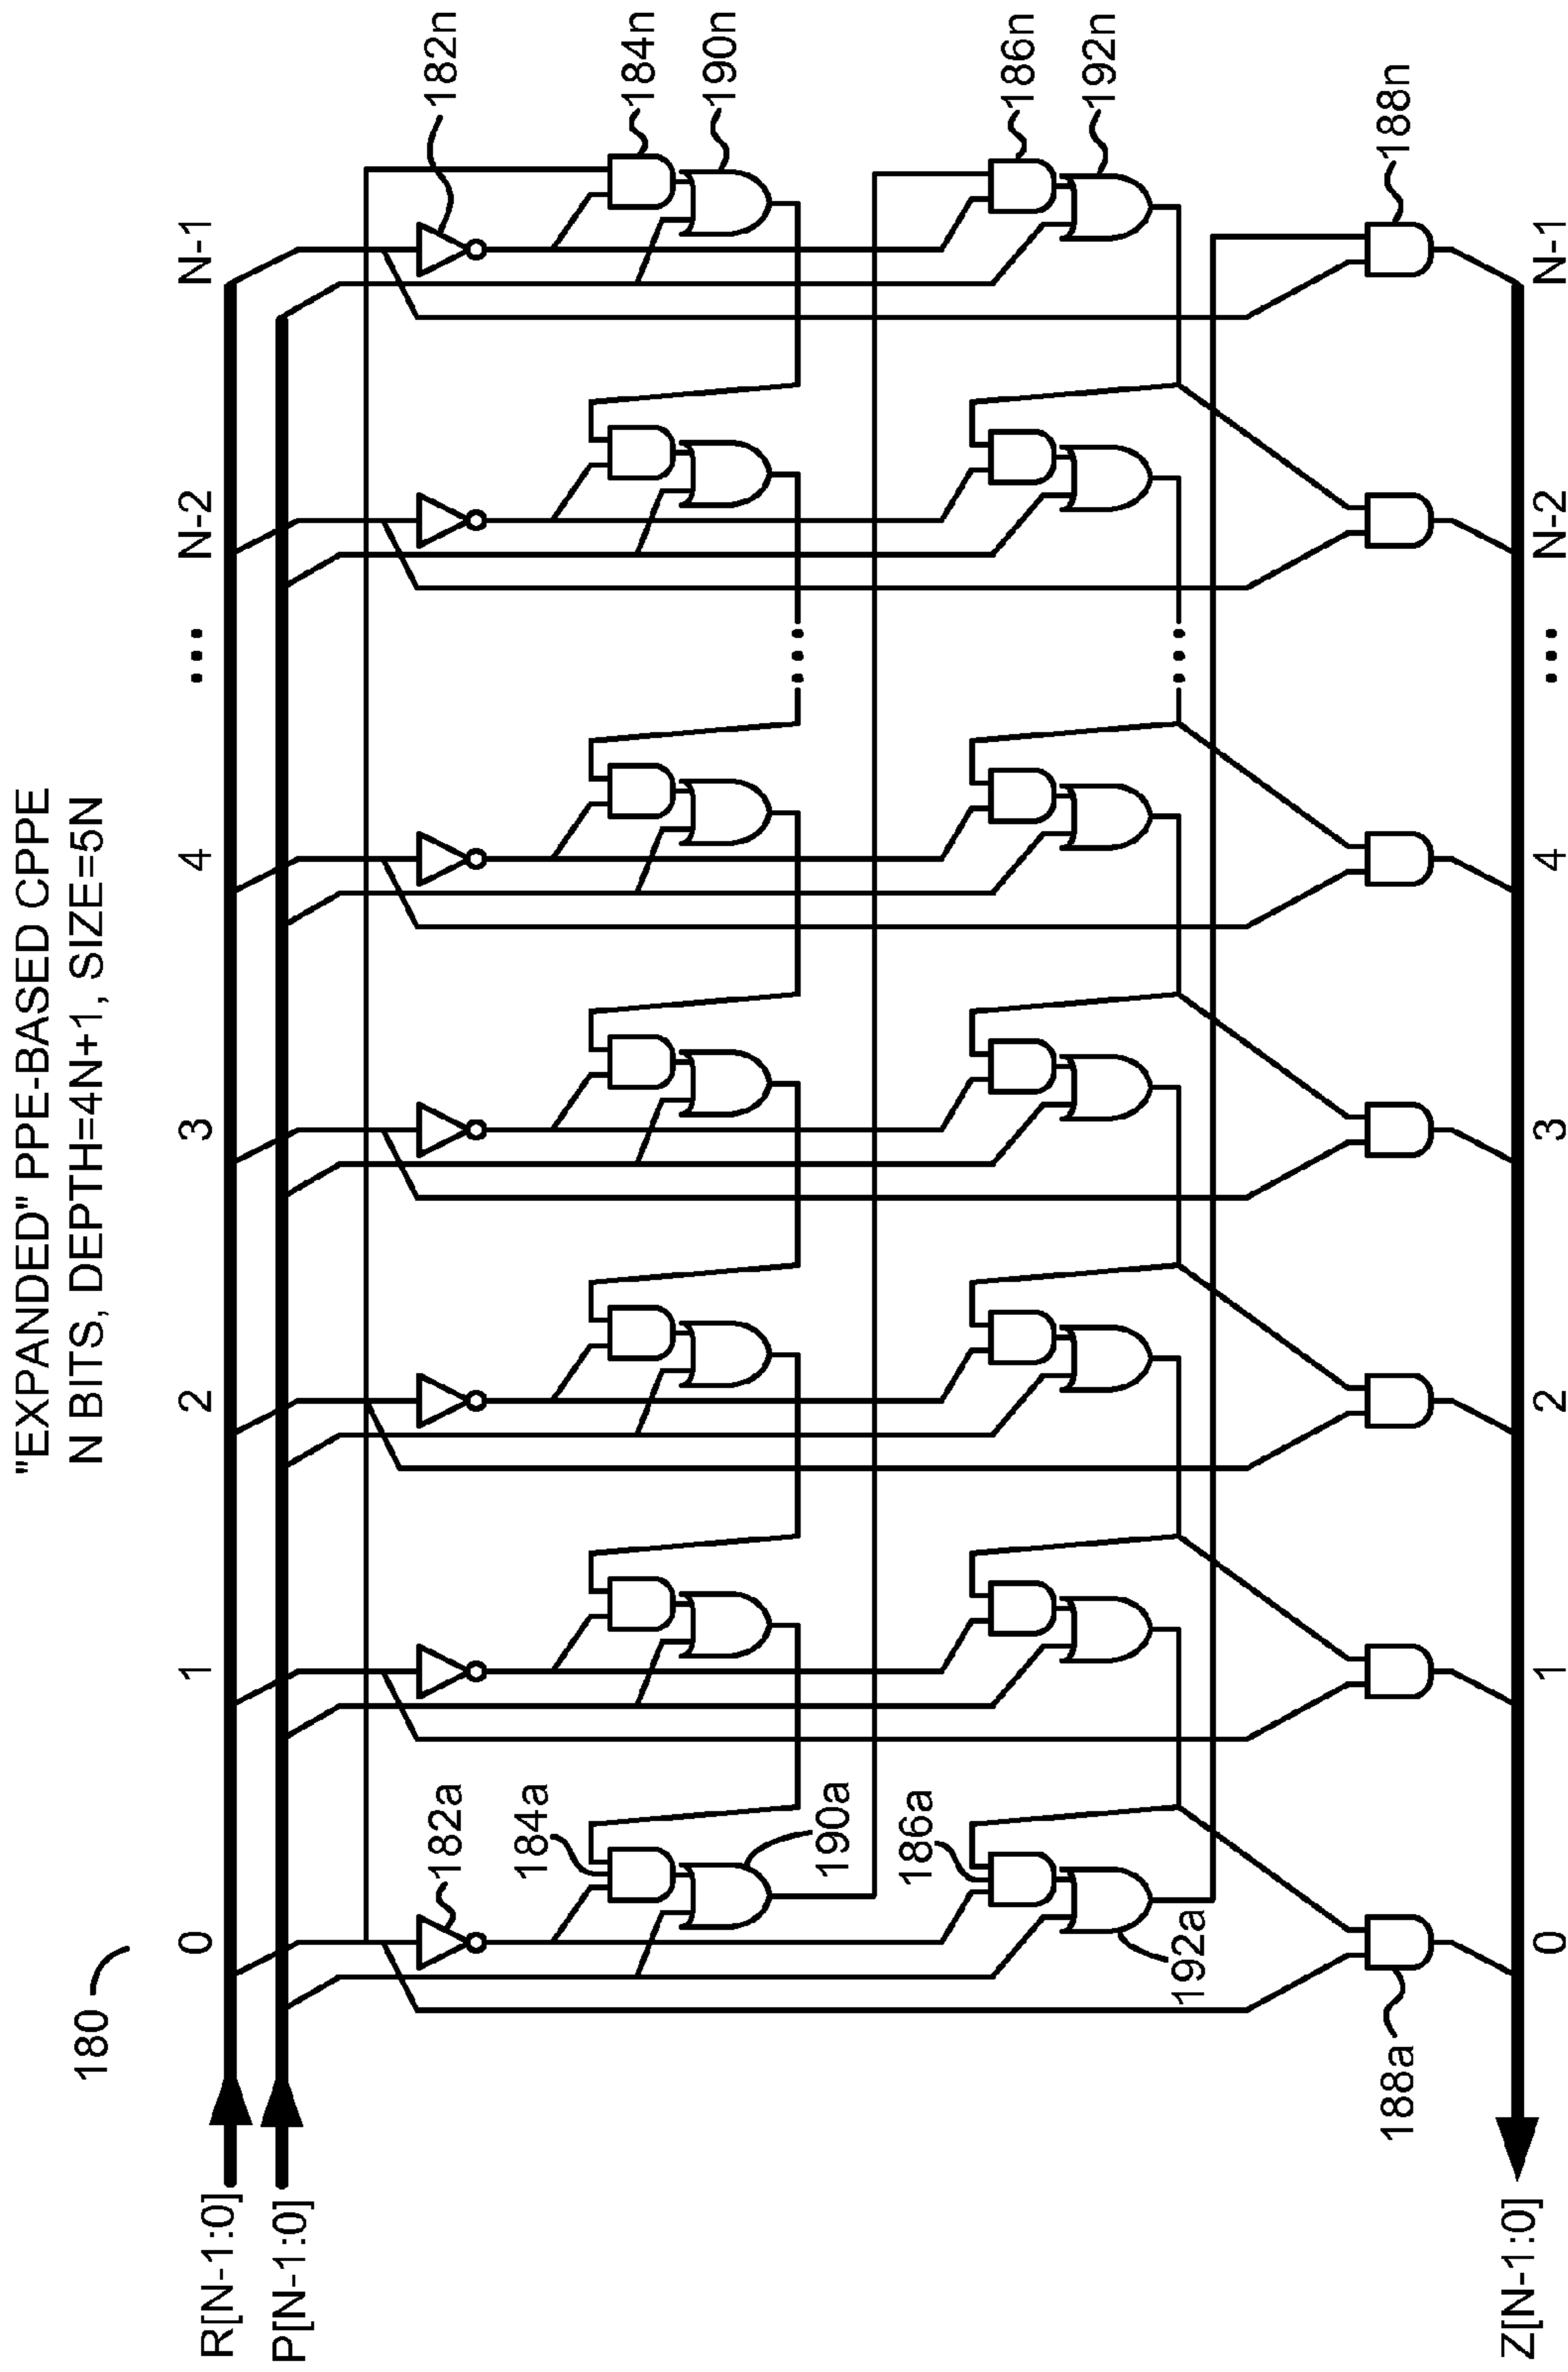 "EXPANDED" PPE-BASED CPPE
N BITS, DEPTH=4N+1, SIZE=5N
180
0 1 2 3 4 ... N-2 N-1
R[N-1:0]
P[N-1:0]
182a
182n
184a
184n
190a
190n
186a
186n
192a
192n
188a
188n
Z[N-1:0]
0 1 2 3 4 ... N-2 N-1